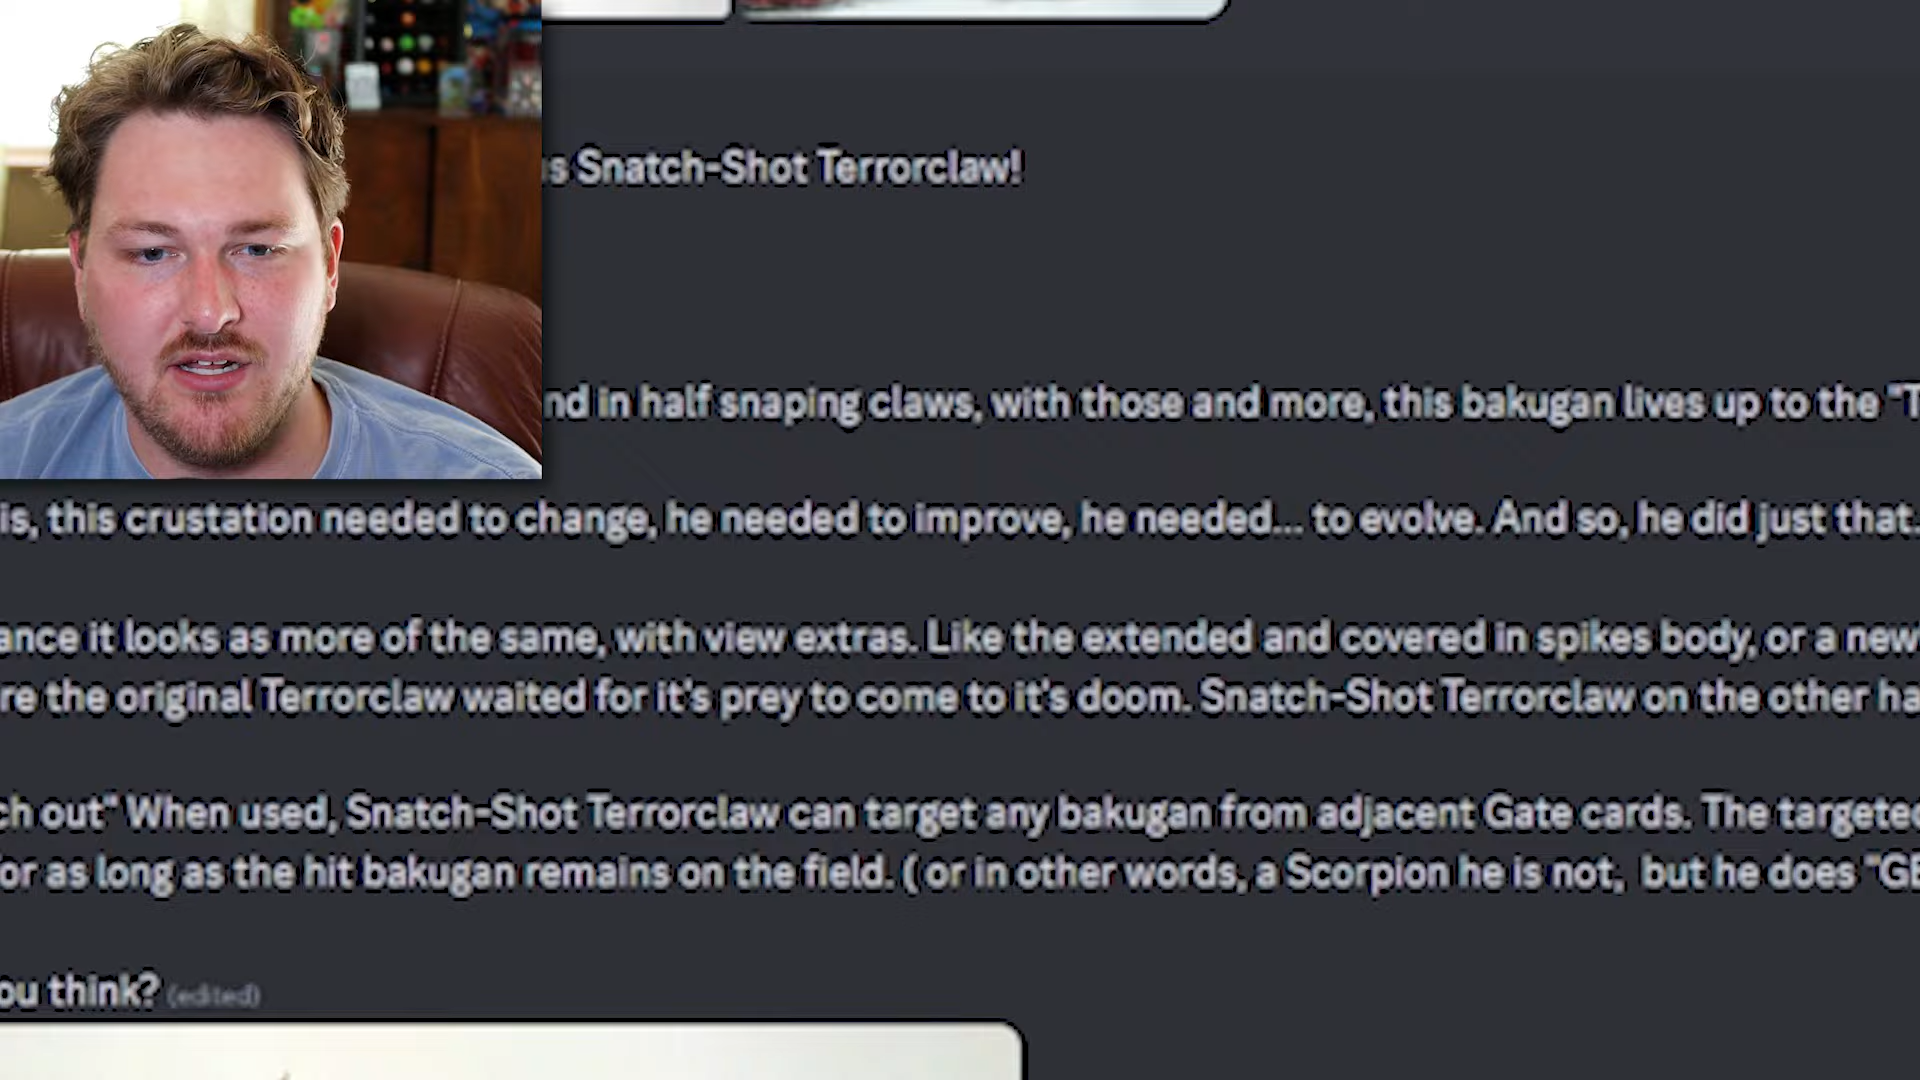 s Snatch-Shot Terrorclaw!
nd in half snaping claws, with those and more, this bakugan lives up to the "T
is, this crustation needed to change, he needed to improve, he needed... to evolve. And so, he did just that.
ance it looks as more of the same, with view extras. Like the extended and covered in spikes body, or a new
re the original Terrorclaw waited for it's prey to come to it's doom. Snatch-Shot Terrorclaw on the other ha
ch out" When used, Snatch-Shot Terrorclaw can target any bakugan from adjacent Gate cards. The targeted
for as long as the hit bakugan remains on the field. ( or in other words, a Scorpion he is not, but he does "GE
ou think? (edited)